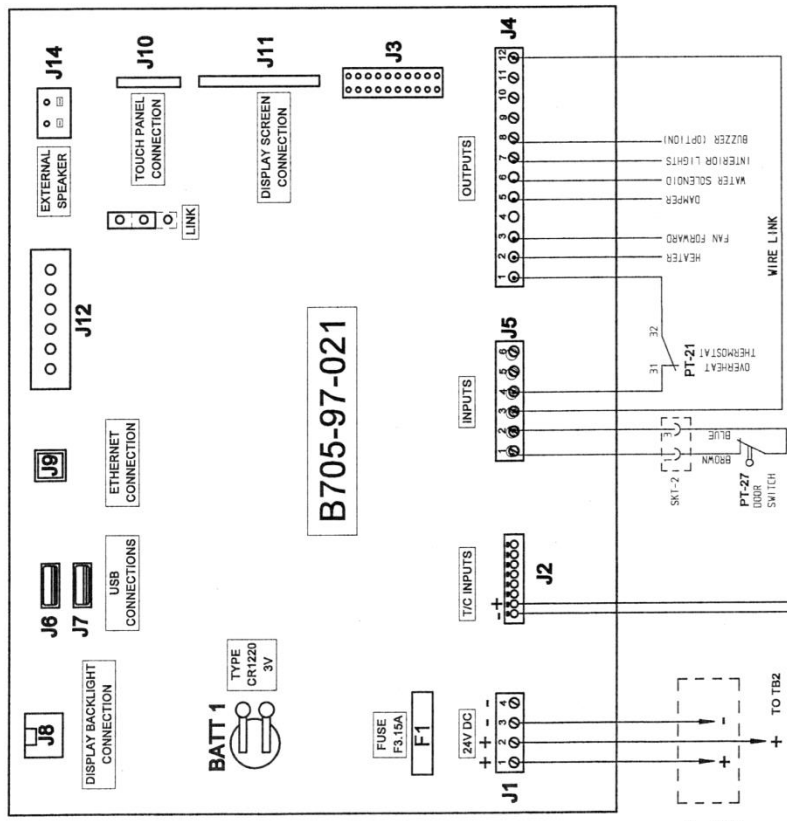 J8
DISPLAY BACKLIGHT
CONNECTION
J6
J7
USB
CONNECTIONS
J9
ETHERNET
CONNECTION
J12
EXTERNAL
SPEAKER
J14
LINK
TOUCH PANEL
CONNECTION
J10
DISPLAY SCREEN
CONNECTION
J11
J3
BATT 1
TYPE
CR1220
3V
B705-97-021
FUSE
F3.15A
F1
24V DC
+ + - -
J1
1 2 3 4
T/C INPUTS
- +
J2
INPUTS
J5
1 2 3 4 5 6
OUTPUTS
J4
1 2 3 4 5 6 7 8 9 10 11 12
HEATER
FAN FORWARD
DAMPER
WATER SOLENOID
INTERIOR LIGHTS
BUZZER (OPTION)
WIRE LINK
31 32
PT-21
OVERHEAT
THERMOSTAT
SKT-2
1 3
BROWN BLUE
PT-27
DOOR
SWITCH
+ -
+ TO TB2